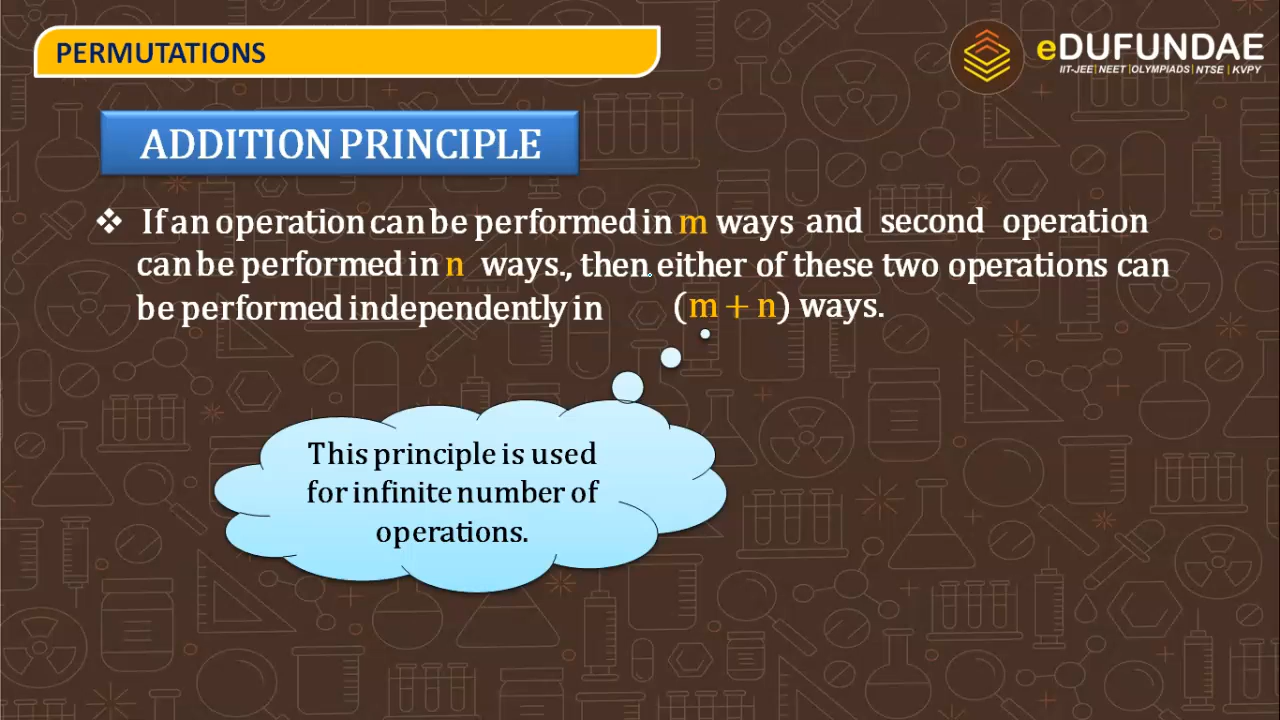 PERMUTATIONS
eDUFUNDAE
IIT-JEE|NEET|OLYMPIADS|NTSE|KVPY
ADDITION PRINCIPLE
❖ If an operation can be performed in m ways and second operation
can be performed in n ways., then either of these two operations can
be performed independently in (m + n) ways.
This principle is used
for infinite number of
operations.